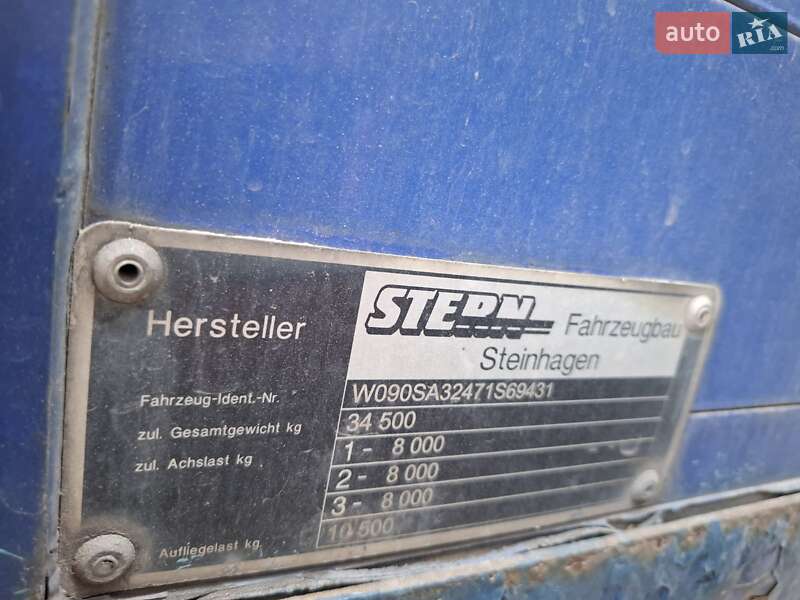 auto RIA .com
Hersteller STERN Fahrzeugbau
Steinhagen
Fahrzeug-Ident.-Nr. W090SA32471S69431
zul. Gesamtgewicht kg 34 500
zul. Achslast kg 1 - 8 000
2 - 8 000
3 - 8 000
Aufliegelast kg 10 500